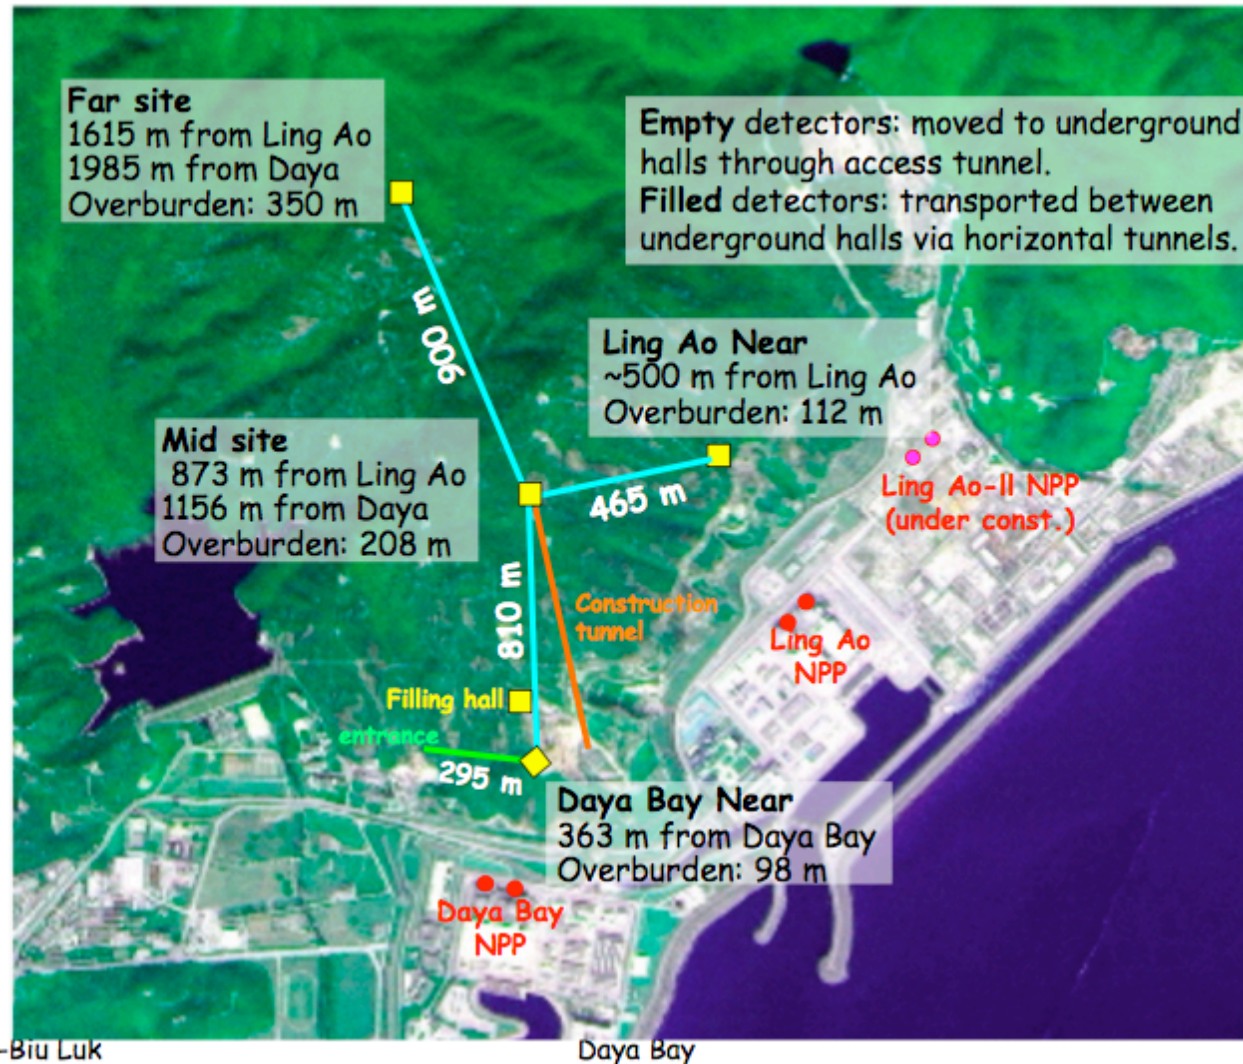 Far site
1615 m from Ling Ao
1985 m from Daya
Overburden: 350 m
Empty detectors: moved to underground
halls through access tunnel.
Filled detectors: transported between
underground halls via horizontal tunnels.
900 m
Ling Ao Near
~500 m from Ling Ao
Overburden: 112 m
Mid site
873 m from Ling Ao
1156 m from Daya
Overburden: 208 m
465 m
Ling Ao-ll NPP
(under const.)
810 m
Construction
tunnel
Ling Ao
NPP
Filling hall
entrance
295 m
Daya Bay Near
363 m from Daya Bay
Overburden: 98 m
Daya Bay
NPP
-Biu Luk
Daya Bay